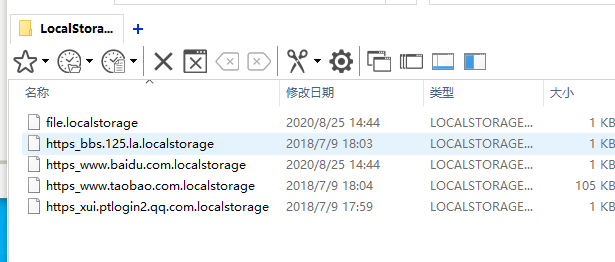 LocalStora...
名称 修改日期 类型 大小
file.localstorage 2020/8/25 14:44 LOCALSTORAGE... 1 KB
https_bbs.125.la.localstorage 2018/7/9 18:03 LOCALSTORAGE... 1 KB
https_www.baidu.com.localstorage 2020/8/25 14:44 LOCALSTORAGE... 1 KB
https_www.taobao.com.localstorage 2018/7/9 18:04 LOCALSTORAGE... 105 KB
https_xui.ptlogin2.qq.com.localstorage 2018/7/9 17:59 LOCALSTORAGE... 1 KB